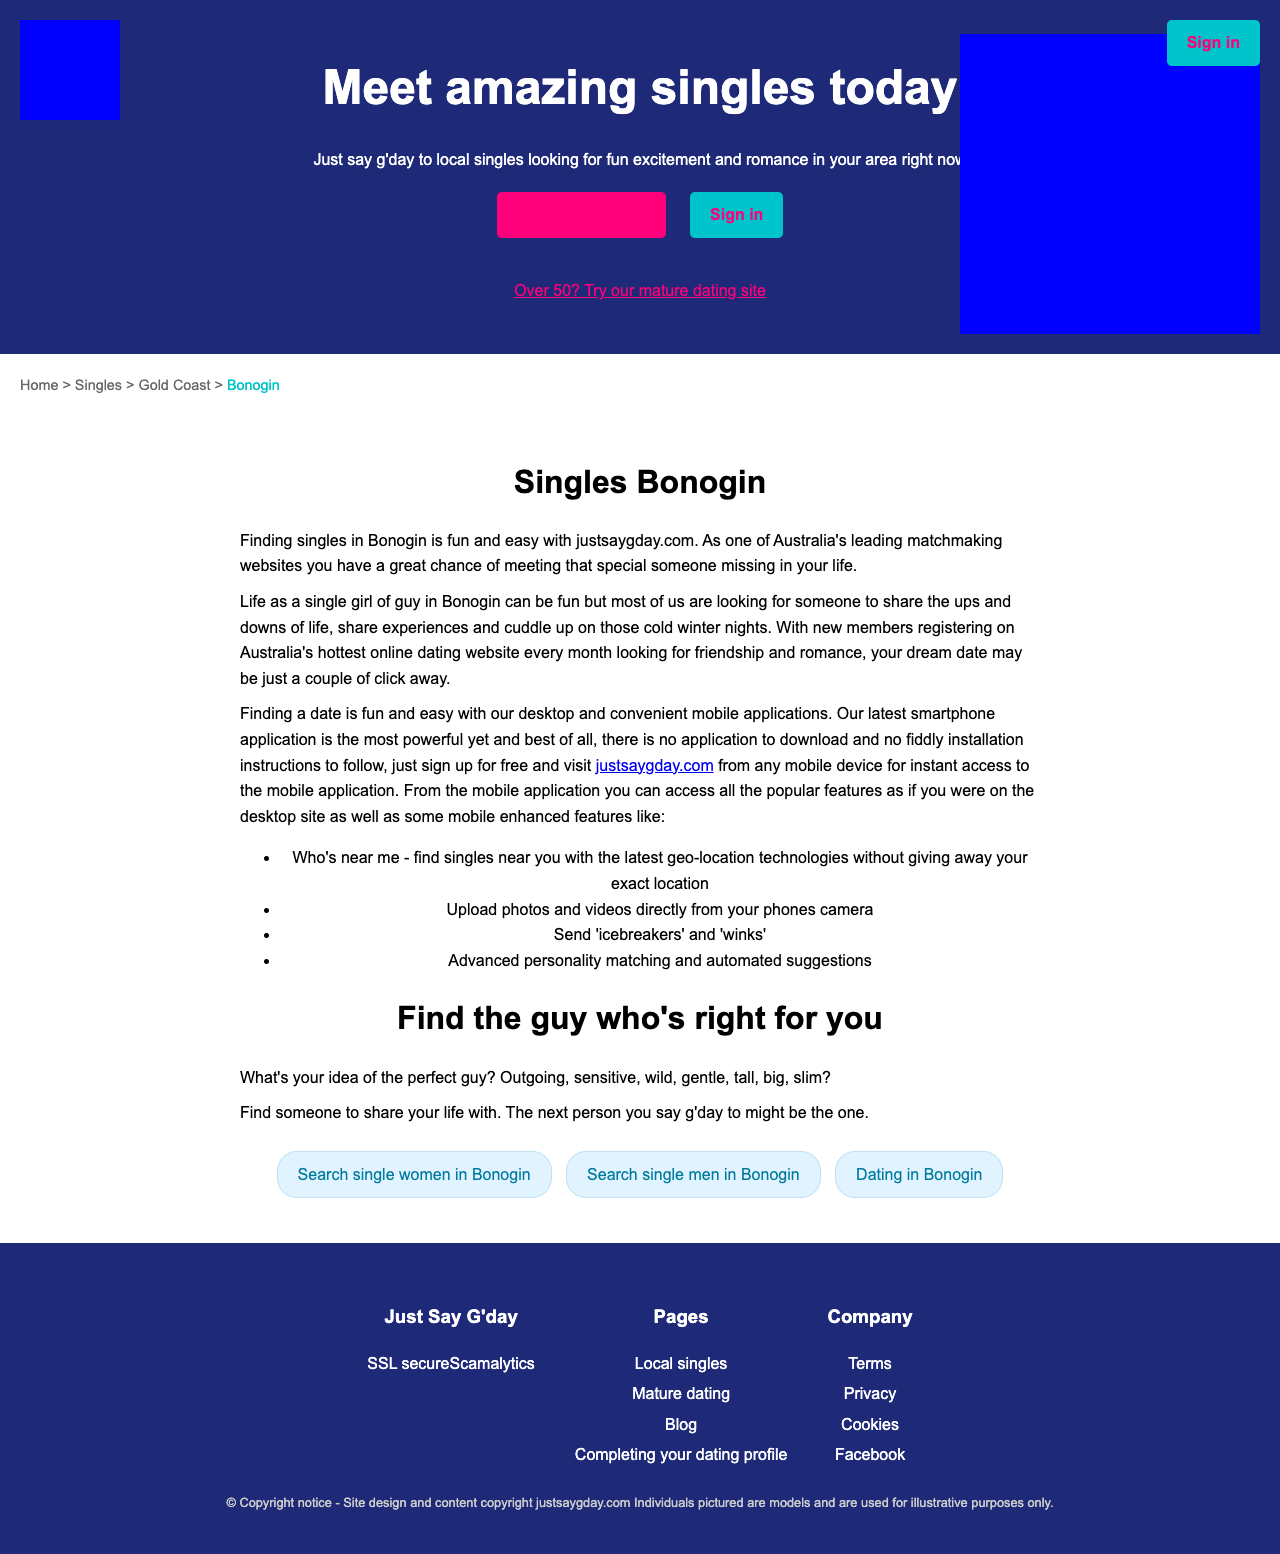 Sign in
Meet amazing singles today
Just say g'day to local singles looking for fun excitement and romance in your area right now
Sign in
Over 50? Try our mature dating site
Home > Singles > Gold Coast > Bonogin
Singles Bonogin
Finding singles in Bonogin is fun and easy with justsaygday.com. As one of Australia's leading matchmaking
websites you have a great chance of meeting that special someone missing in your life.
Life as a single girl of guy in Bonogin can be fun but most of us are looking for someone to share the ups and
downs of life, share experiences and cuddle up on those cold winter nights. With new members registering on
Australia's hottest online dating website every month looking for friendship and romance, your dream date may
be just a couple of click away.
Finding a date is fun and easy with our desktop and convenient mobile applications. Our latest smartphone
application is the most powerful yet and best of all, there is no application to download and no fiddly installation
instructions to follow, just sign up for free and visit justsaygday.com from any mobile device for instant access to
the mobile application. From the mobile application you can access all the popular features as if you were on the
desktop site as well as some mobile enhanced features like:
• Who's near me - find singles near you with the latest geo-location technologies without giving away your
exact location
• Upload photos and videos directly from your phones camera
• Send 'icebreakers' and 'winks'
• Advanced personality matching and automated suggestions
Find the guy who's right for you
What's your idea of the perfect guy? Outgoing, sensitive, wild, gentle, tall, big, slim?
Find someone to share your life with. The next person you say g'day to might be the one.
Search single women in Bonogin
Search single men in Bonogin
Dating in Bonogin
Just Say G'day
SSL secureScamalytics
Pages
Local singles
Mature dating
Blog
Completing your dating profile
Company
Terms
Privacy
Cookies
Facebook
© Copyright notice - Site design and content copyright justsaygday.com Individuals pictured are models and are used for illustrative purposes only.